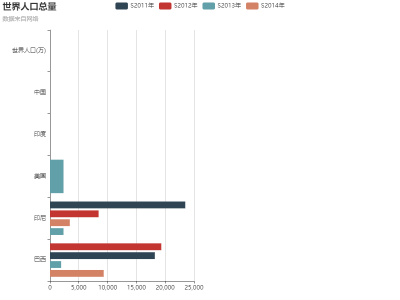 世界人口总量
S2011年 S2012年 S2013年 S2014年
数据来自网络
世界人口(万)
中国
印度
美国
印尼
巴西
0 5,000 10,000 15,000 20,000 25,000